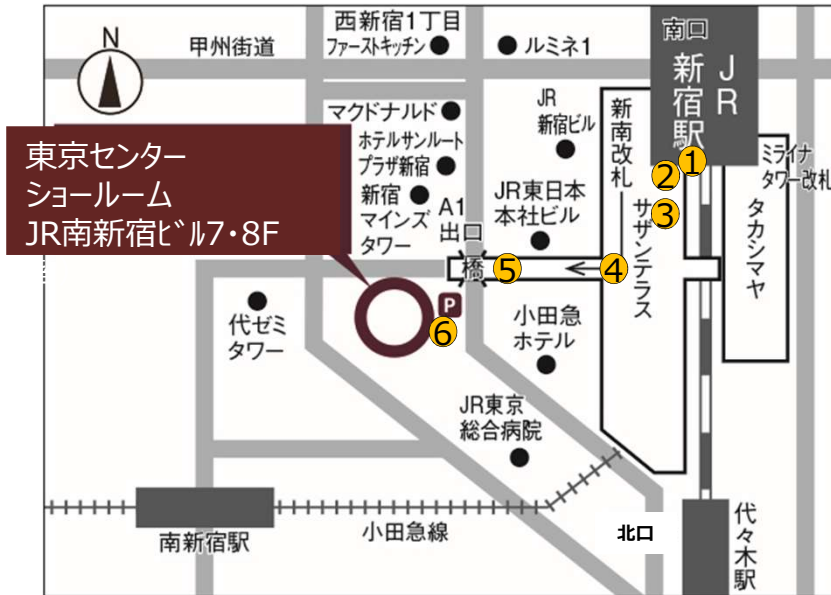 N
甲州街道
西新宿1丁目
ファーストキッチン
ルミネ1
南口
JR
新宿駅
マクドナルド
ホテルサンルート
プラザ新宿
新宿
マインズ
タワー
A1
出口
JR
新宿ビル
JR東日本
本社ビル
新南改札
サザンテラス
ミライナ
タワー改札
タカシマヤ
東京センター
ショールーム
JR南新宿ビル7・8F
①
②
③
④
⑤
⑥
橋
←
P
代ゼミ
タワー
小田急
ホテル
JR東京
総合病院
南新宿駅
小田急線
北口
代々木駅